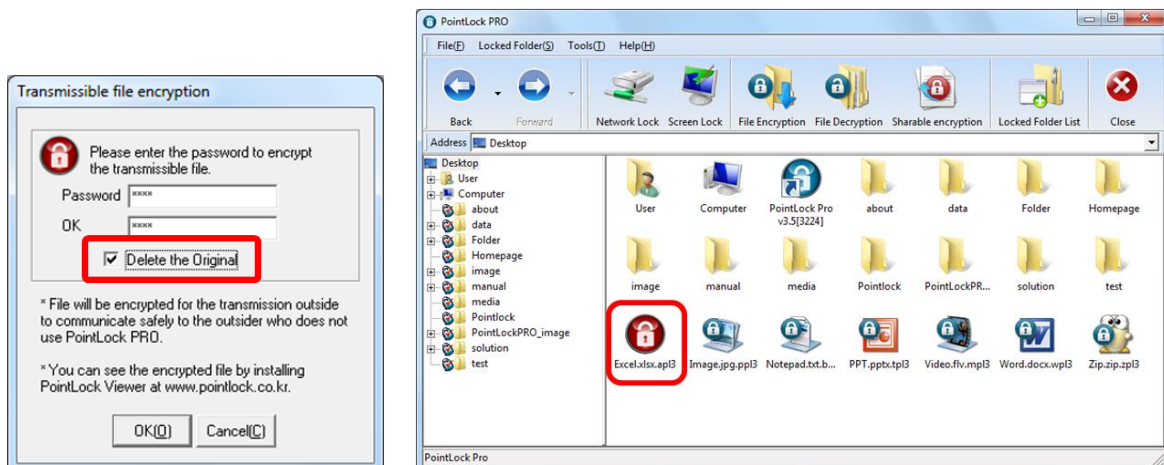 Transmissible file encryption
Please enter the password to encrypt
the transmissible file.
Password ****
OK ****
Delete the Original
* File will be encrypted for the transmission outside
to communicate safely to the outsider who does not
use PointLock PRO.
* You can see the encrypted file by installing
PointLock Viewer at www.pointlock.co.kr.
OK(O) Cancel(C)
PointLock PRO
File(F) Locked Folder(S) Tools(T) Help(H)
Back Forward Network Lock Screen Lock File Encryption File Decryption Sharable encryption Locked Folder List Close
Address Desktop
Desktop
User
Computer
about
data
Folder
Homepage
image
manual
media
Pointlock
PointLockPRO_image
solution
test
User Computer PointLock Pro about data Folder Homepage
v3.5[3224]
image manual media Pointlock PointLockPR... solution test
Excel.xlsx.apl3 Image.jpg.ppl3 Notepad.txt.b... PPT.pptx.tpl3 Video.flv.mpl3 Word.docx.wpl3 Zip.zip.zpl3
PointLock Pro